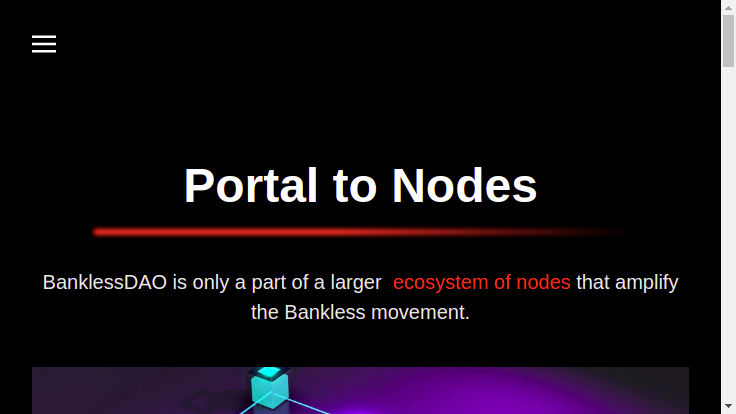 Portal to Nodes
BanklessDAO is only a part of a larger ecosystem of nodes that amplify
the Bankless movement.